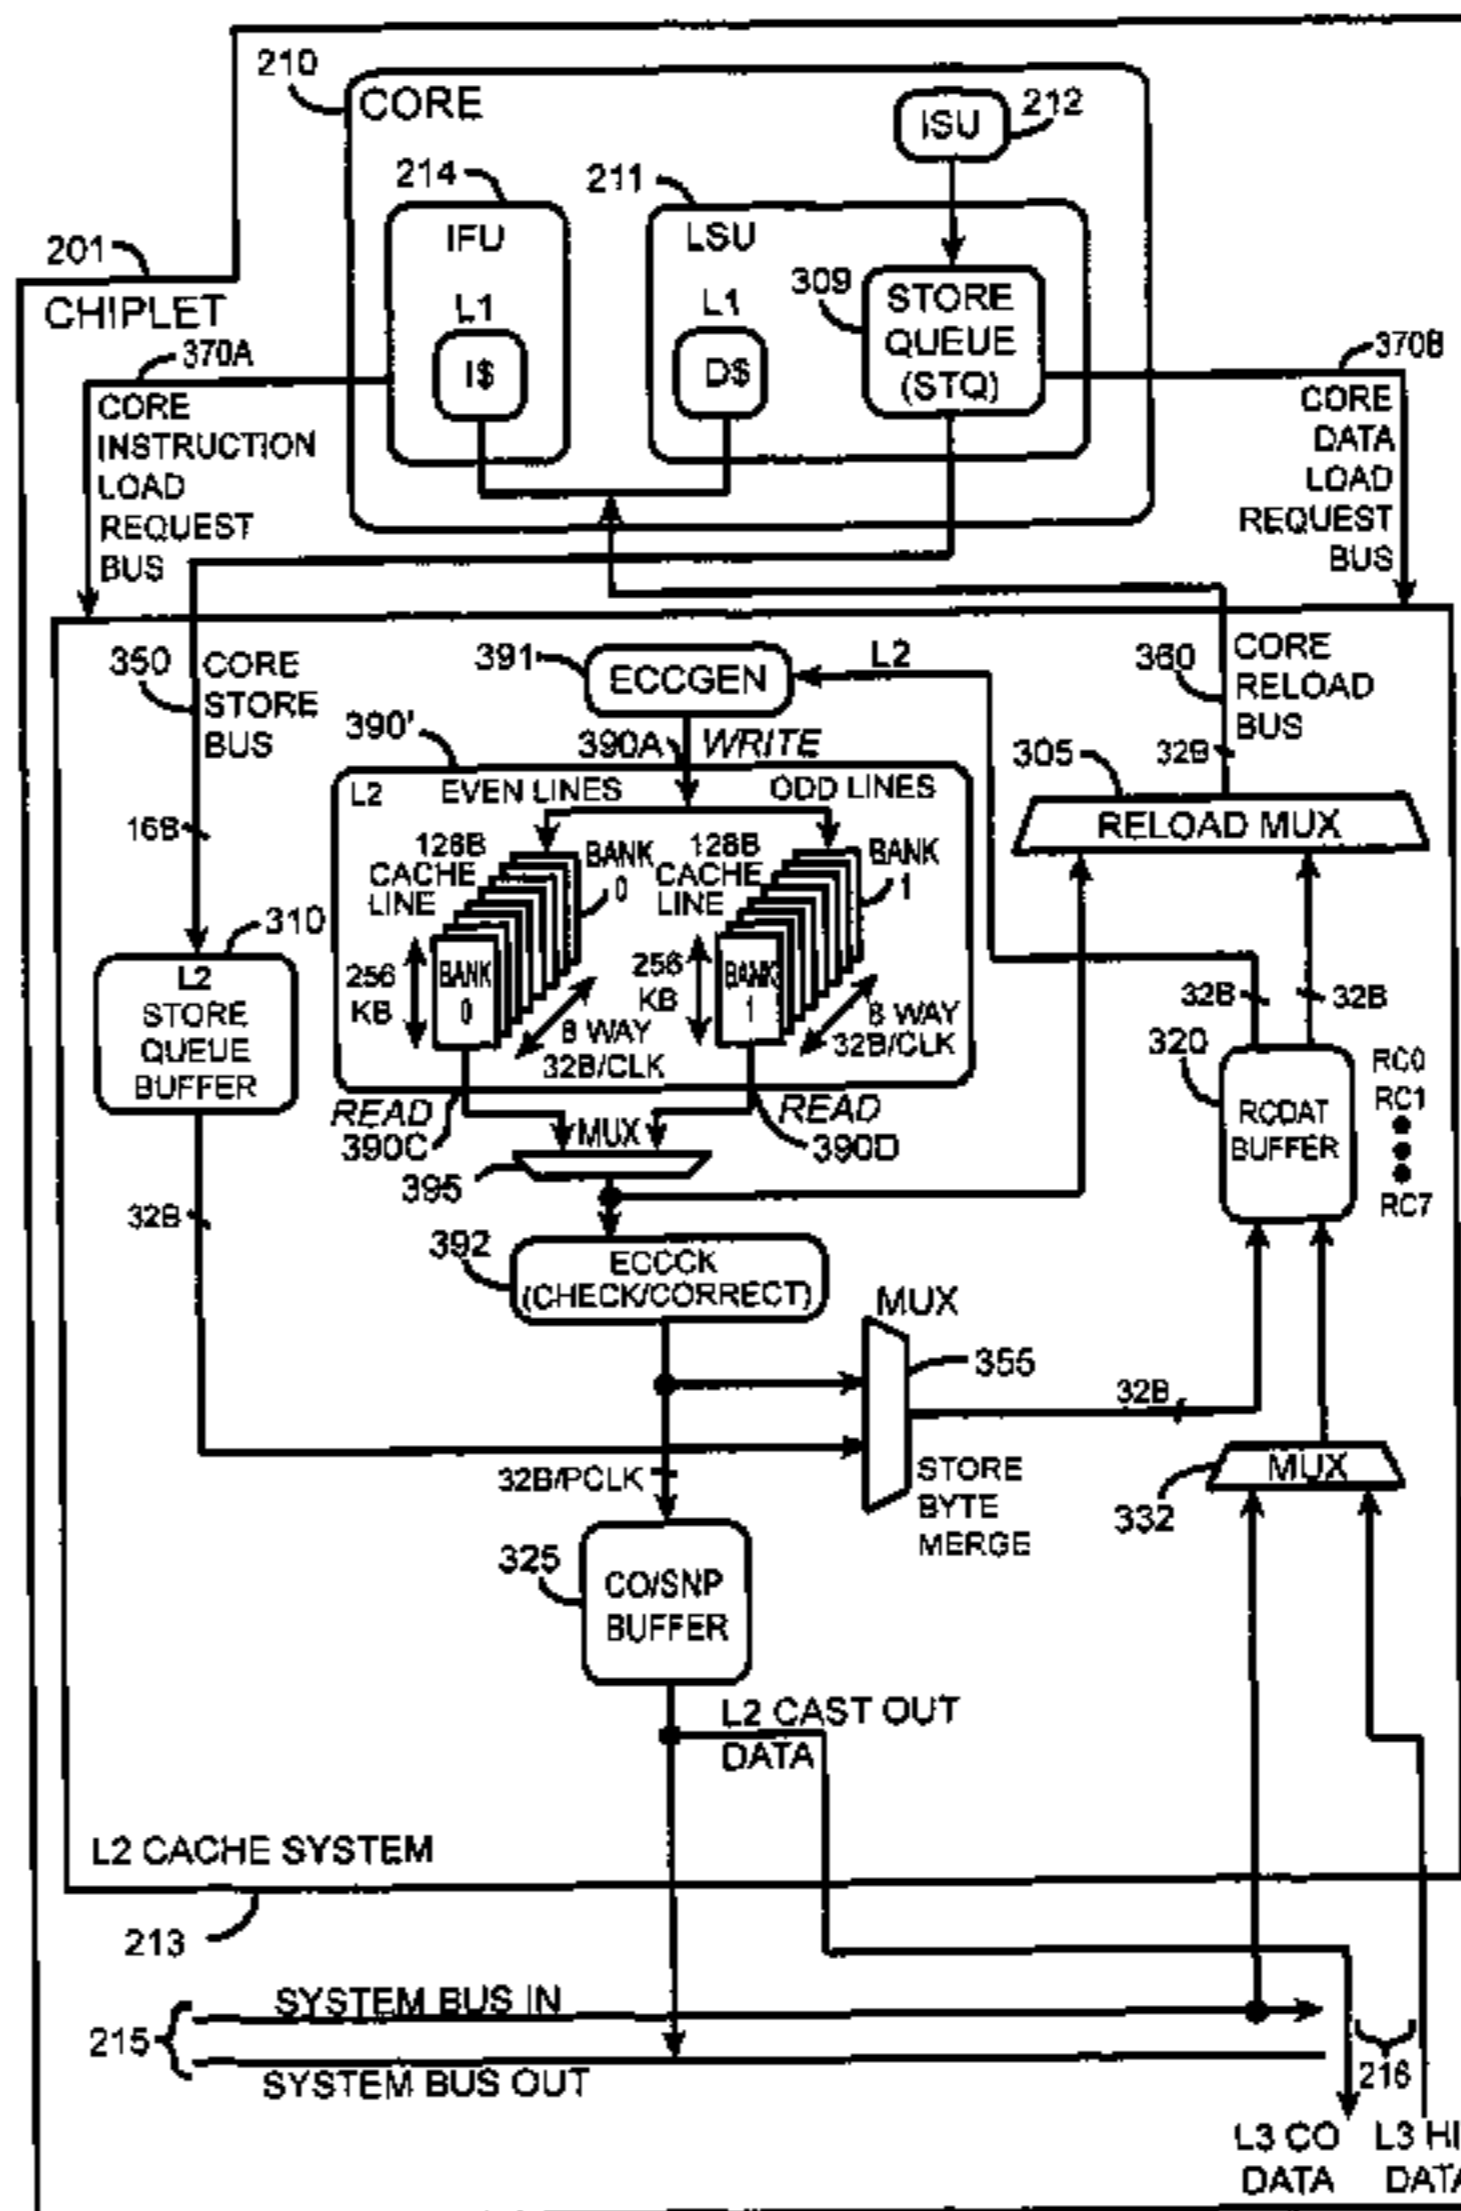 210
CORE
ISU
212
214
211
IFU
LSU
201
CHIPLET
309
STORE
QUEUE
(STQ)
L1
I$
L1
D$
370A
370B
CORE
INSTRUCTION
LOAD
REQUEST
BUS
CORE
DATA
LOAD
REQUEST
BUS
350
CORE
STORE
BUS
391
ECCGEN
L2
360
CORE
RELOAD
BUS
390'
390A
WRITE
32B
305
L2
EVEN LINES
ODD LINES
16B
RELOAD MUX
128B
CACHE
LINE
BANK
0
128B
CACHE
LINE
BANK
1
310
L2
STORE
QUEUE
BUFFER
256
KB
BANK
0
8 WAY
32B/CLK
256
KB
BANK
1
8 WAY
32B/CLK
32B
32B
320
RCDAT
BUFFER
RC0
RC1
RC7
READ
390C
MUX
READ
390D
395
32B
392
ECCCK
(CHECK/CORRECT)
MUX
355
32B
32B/PCLK
STORE
BYTE
MERGE
MUX
332
325
CO/SNP
BUFFER
L2 CAST OUT
DATA
L2 CACHE SYSTEM
213
SYSTEM BUS IN
215
SYSTEM BUS OUT
216
L3 CO
DATA
L3 HI
DATA